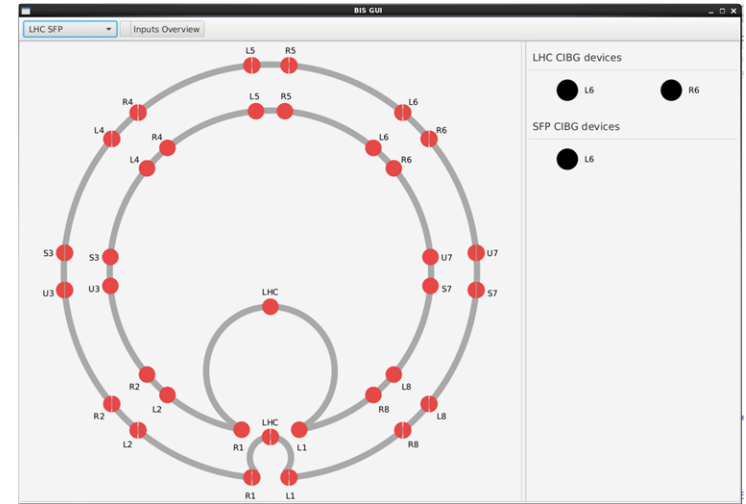 BIS GUI
LHC SFP
Inputs Overview
L5 R5
R4 L6
L4 R6
L5 R5
R4 L6
L4 R6
S3 U7
U3 S7
S3 U7
U3 S7
LHC
R2 L8
L2 R8
R1 L1
LHC
R2 L8
L2 R8
R1 L1
LHC CIBG devices
L6 R6
SFP CIBG devices
L6